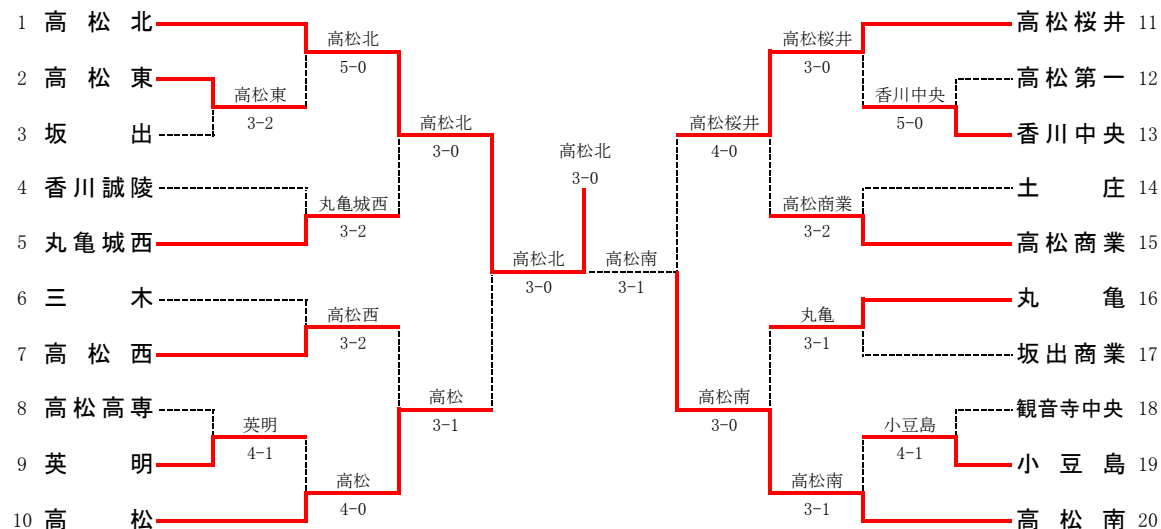 1 高松北
2 高松東
3 坂出
4 香川誠陵
5 丸亀城西
6 三木
7 高松西
8 高松高専
9 英明
10 高松
高松東
3-2
英明
4-1
高松北
5-0
丸亀城西
3-2
高松西
3-2
高松
4-0
高松北
3-0
高松
3-1
高松北
3-0
高松北
3-0
高松南
3-1
高松桜井
4-0
高松南
3-0
高松桜井
3-0
高松商業
3-2
丸亀
3-1
高松南
3-1
香川中央
5-0
小豆島
4-1
高松桜井 11
高松第一 12
香川中央 13
土庄 14
高松商業 15
丸亀 16
坂出商業 17
観音寺中央 18
小豆島 19
高松南 20